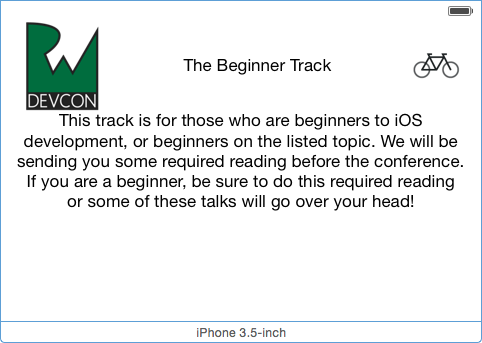 RW
DEVCON
The Beginner Track
This track is for those who are beginners to iOS
development, or beginners on the listed topic. We will be
sending you some required reading before the conference.
If you are a beginner, be sure to do this required reading
or some of these talks will go over your head!
iPhone 3.5-inch